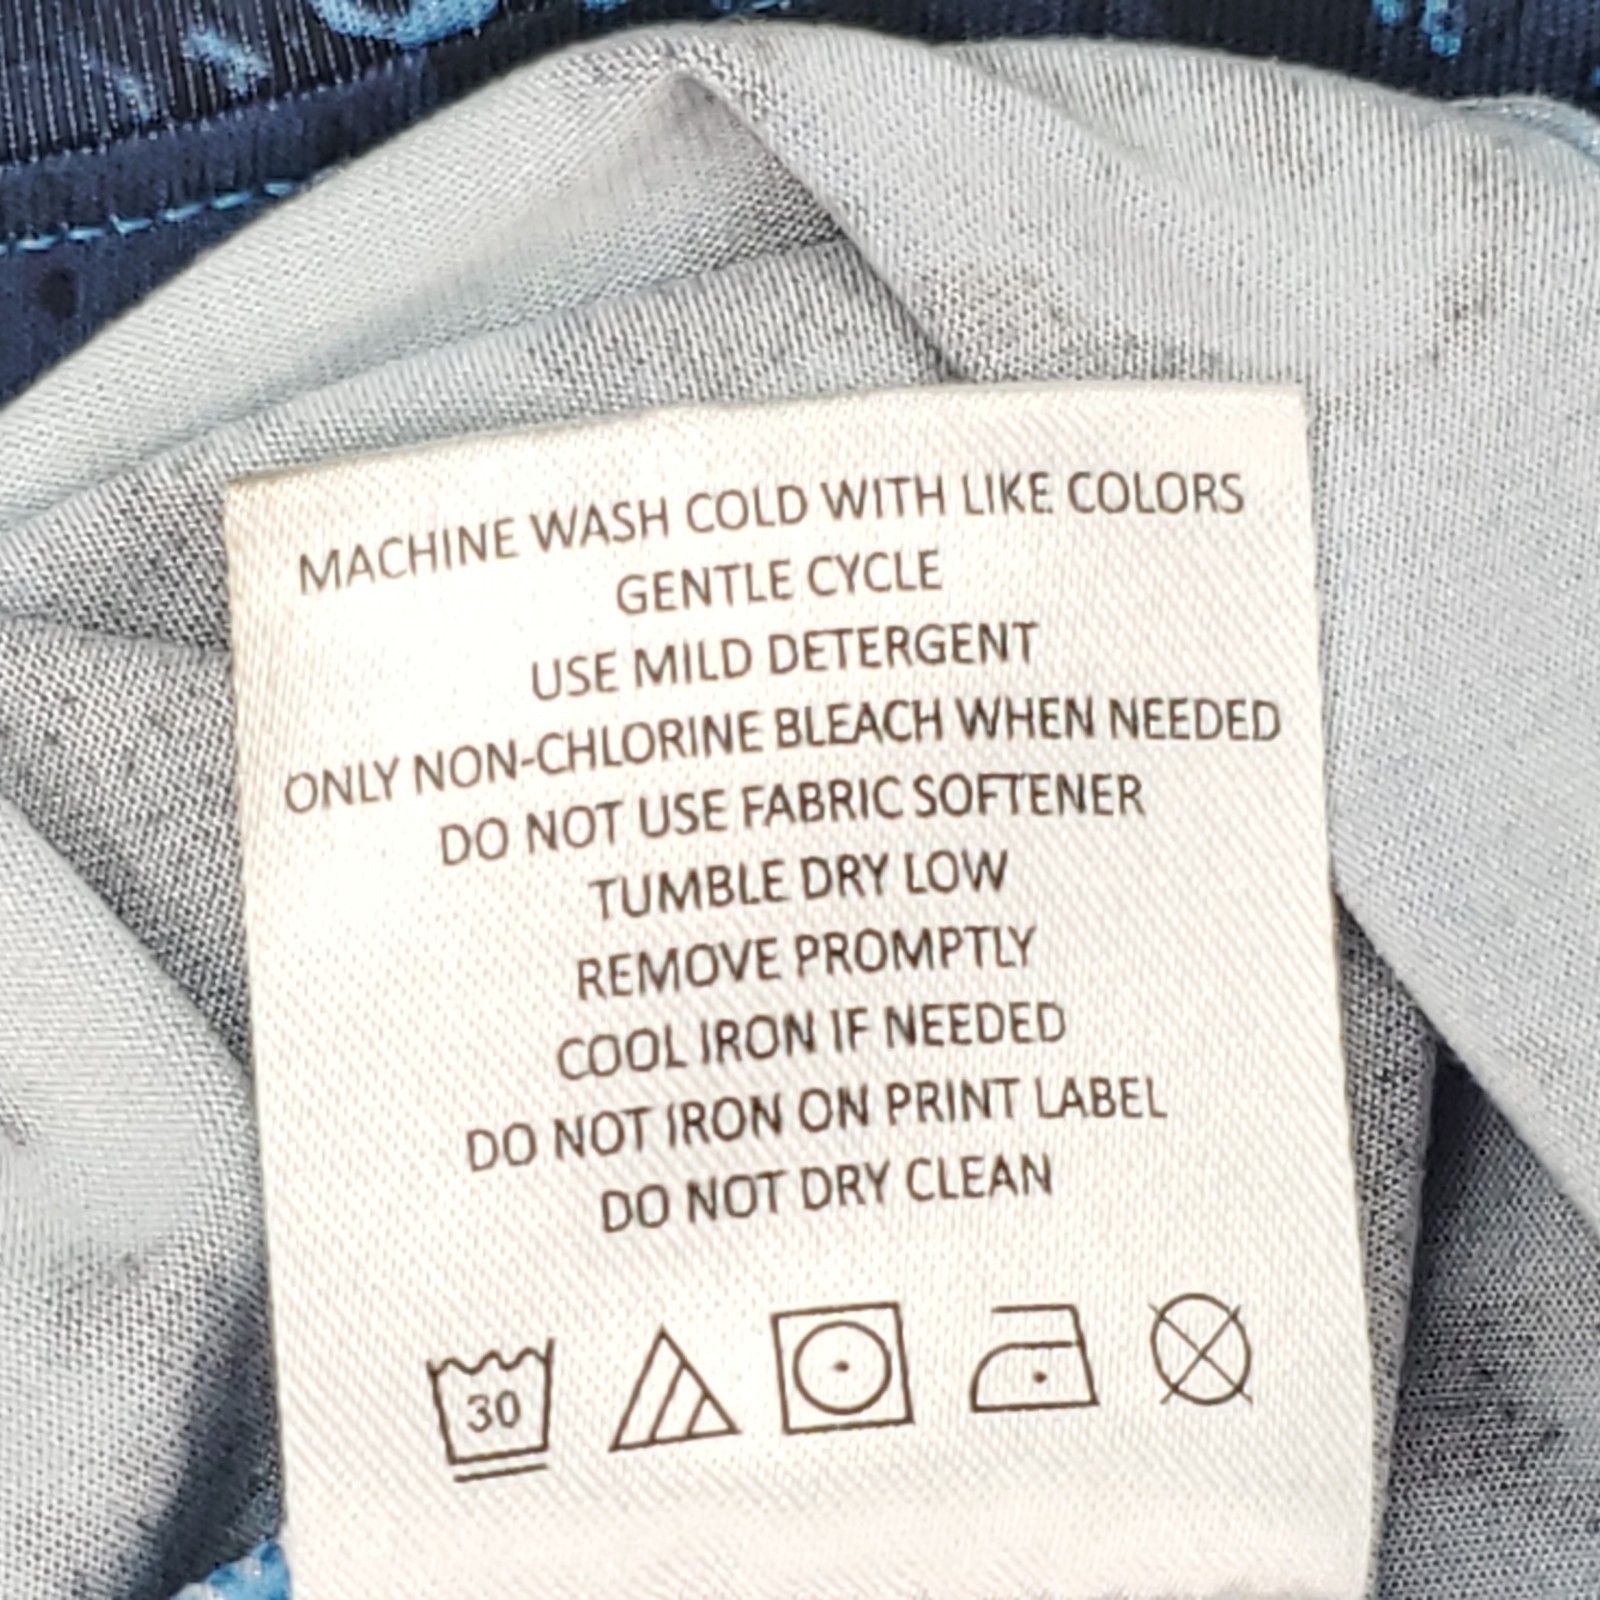 MACHINE WASH COLD WITH LIKE COLORS
GENTLE CYCLE
USE MILD DETERGENT
ONLY NON-CHLORINE BLEACH WHEN NEEDED
DO NOT USE FABRIC SOFTENER
TUMBLE DRY LOW
REMOVE PROMPTLY
COOL IRON IF NEEDED
DO NOT IRON ON PRINT LABEL
DO NOT DRY CLEAN
30